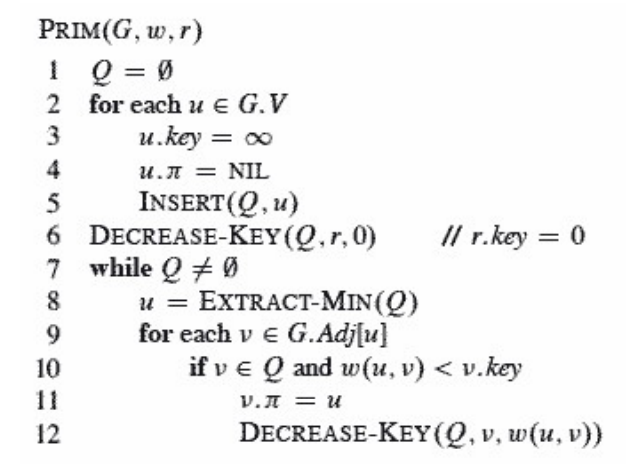 PRIM(G, w, r)
1 Q = ∅
2 for each u ∈ G.V
3 u.key = ∞
4 u.π = NIL
5 INSERT(Q, u)
6 DECREASE-KEY(Q, r, 0) // r.key = 0
7 while Q ≠ ∅
8 u = EXTRACT-MIN(Q)
9 for each v ∈ G.Adj[u]
10 if v ∈ Q and w(u, v) < v.key
11 v.π = u
12 DECREASE-KEY(Q, v, w(u, v))